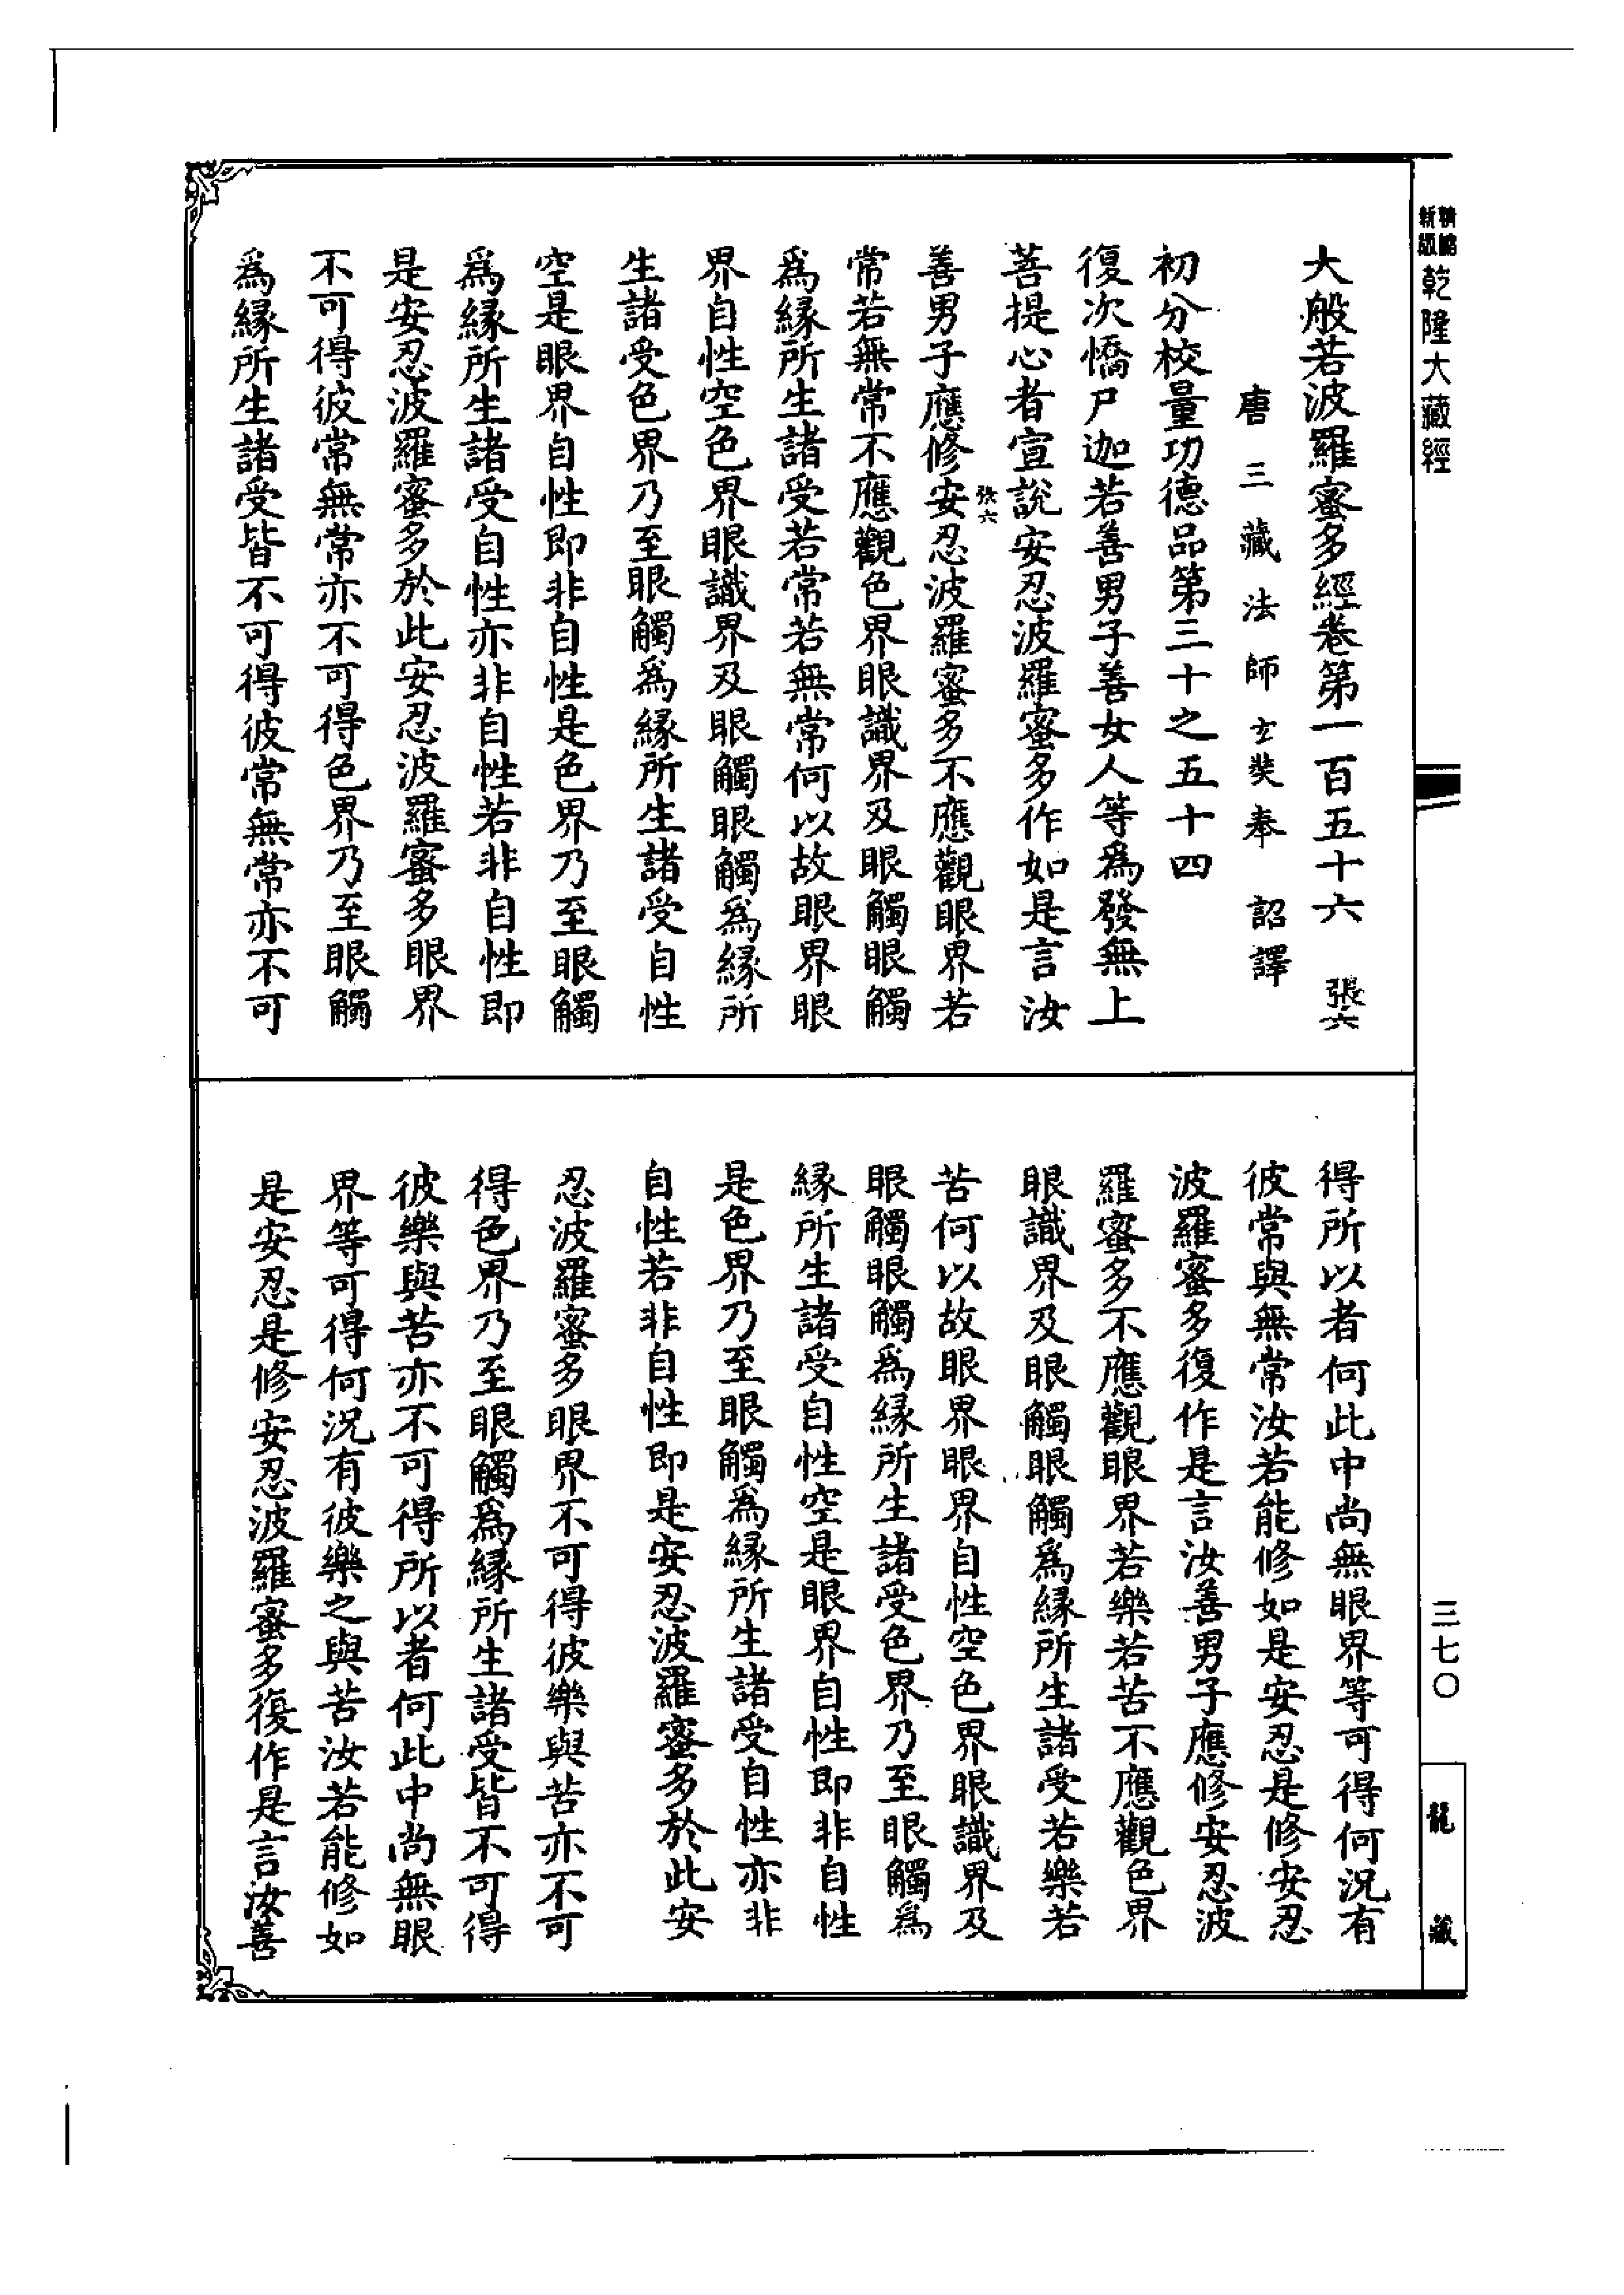 新編縮精乾隆大藏經
大般若波羅蜜多經卷第一百五十六 張六
唐三藏法師玄奘奉 詔譯
初分校量功德品第三十之五十四
復次憍尸迦若善男子善女人等為發無上
菩提心者宣說安忍波羅蜜多作如是言汝
張六
善男子應修安忍波羅蜜多不應觀眼界若
常若無常不應觀色界眼識界及眼觸眼觸
為緣所生諸受若常若無常何以故眼界眼
界自性空色界眼識界及眼觸眼觸為緣所
生諸受色界乃至眼觸為緣所生諸受自性
空是眼界自性即非自性是色界乃至眼觸
為緣所生諸受自性亦非自性若非自性即
是安忍波羅蜜多於此安忍波羅蜜多眼界
不可得彼常無常亦不可得色界乃至眼觸
為緣所生諸受皆不可得彼常無常亦不可
得所以者何此中尚無眼界等可得何況有
彼常與無常汝若能修如是安忍是修安忍
波羅蜜多復作是言汝善男子應修安忍波
羅蜜多不應觀眼界若樂若苦不應觀色界
眼識界及眼觸眼觸為緣所生諸受若樂若
苦何以故眼界眼界自性空色界眼識界及
眼觸眼觸為緣所生諸受色界乃至眼觸為
緣所生諸受自性空是眼界自性即非自性
是色界乃至眼觸為緣所生諸受自性亦非
自性若非自性即是安忍波羅蜜多於此安
忍波羅蜜多眼界不可得彼樂與苦亦不可
得色界乃至眼觸為緣所生諸受皆不可得
彼樂與苦亦不可得所以者何此中尚無眼
界等可得何況有彼樂之與苦汝若能修如
是安忍是修安忍波羅蜜多復作是言汝善
三七〇
龍藏